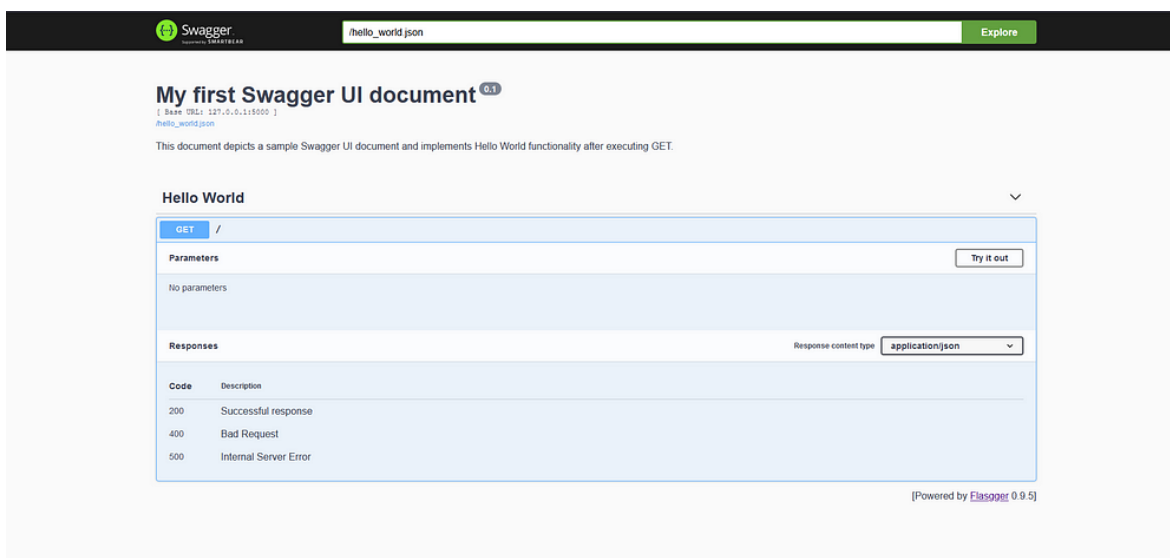 Swagger.
Supported by SMARTBEAR
/hello_world.json
Explore
My first Swagger UI document 0.1
[ Base URL: 127.0.0.1:5000 ]
/hello_world.json
This document depicts a sample Swagger UI document and implements Hello World functionality after executing GET.
Hello World
GET /
Parameters
Try it out
No parameters
Responses
Response content type application/json
Code Description
200 Successful response
400 Bad Request
500 Internal Server Error
[Powered by Flasgger 0.9.5]